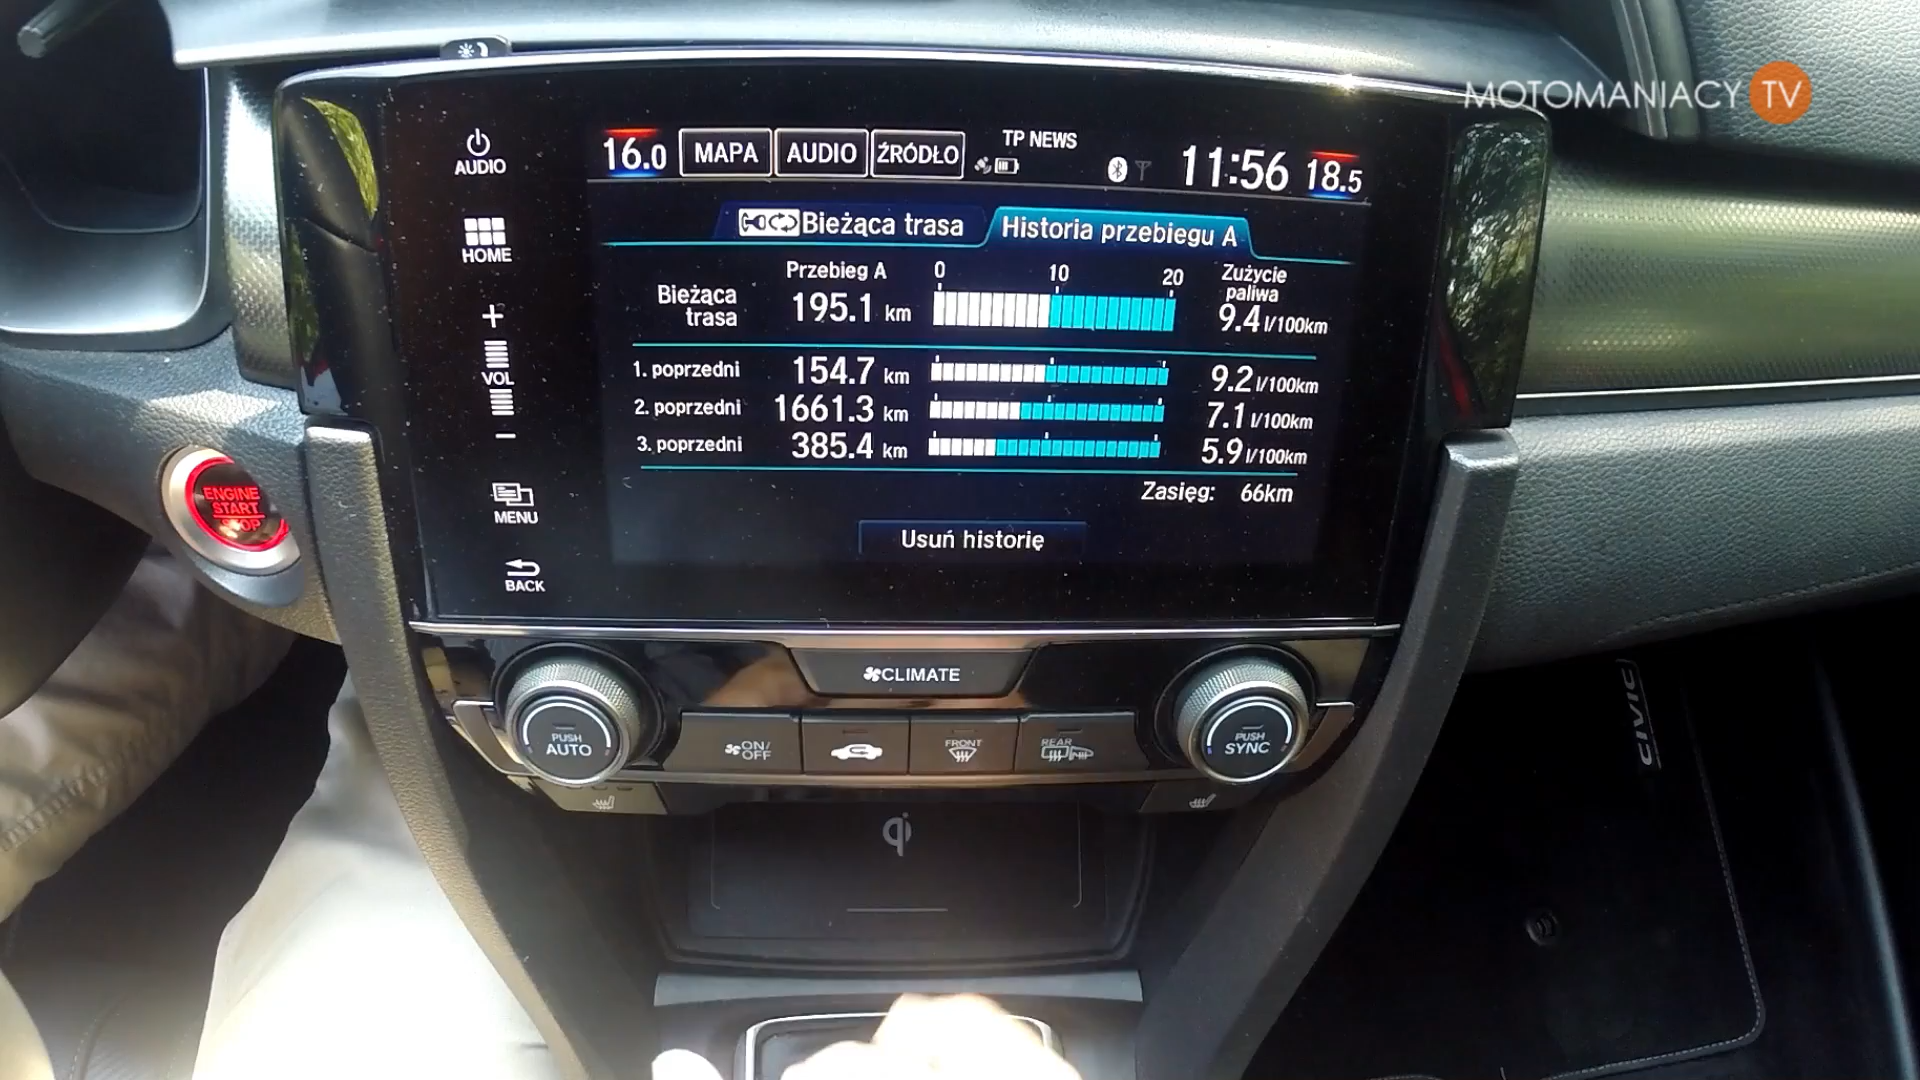 MOTOMANIACY TV
AUDIO
16.0 MAPA AUDIO ŹRÓDŁO TP NEWS 11:56 18.5
HOME
Bieżąca trasa Historia przebiegu A
Przebieg A 0 10 20 Zużycie
paliwa
Bieżąca
trasa 195.1 km 9.4 l/100km
1. poprzedni 154.7 km 9.2 l/100km
2. poprzedni 1661.3 km 7.1 l/100km
3. poprzedni 385.4 km 5.9 l/100km
Zasięg: 66km
Usuń historię
+
VOL
−
MENU
BACK
ENGINE
START
STOP
CLIMATE
PUSH
AUTO
ON/
OFF
FRONT
REAR
PUSH
SYNC
qi
CIVIC